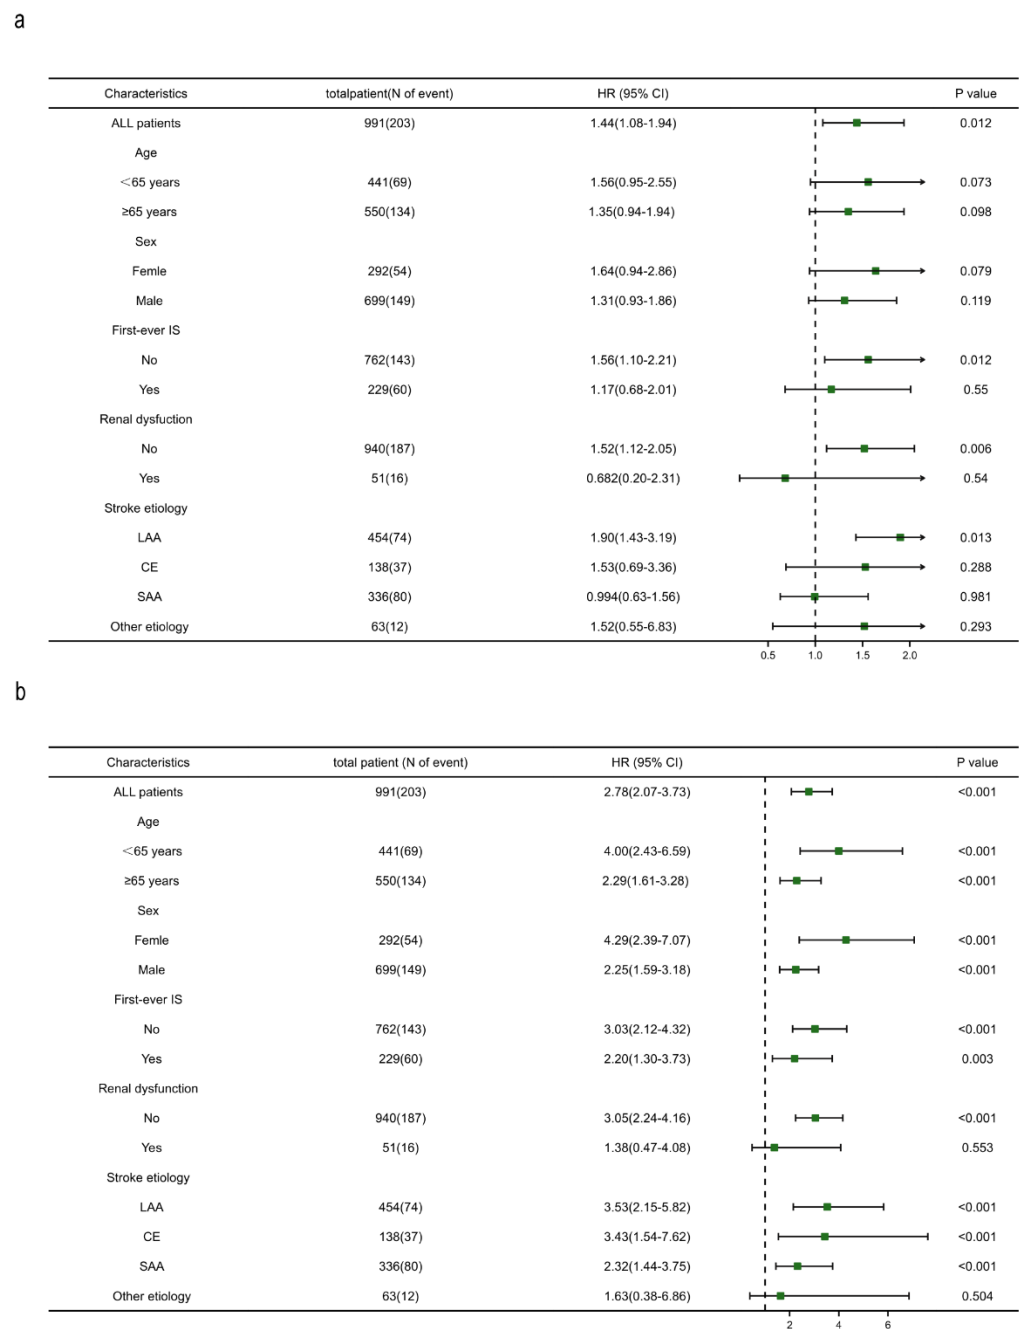 a
Characteristics totalpatient(N of event) HR (95% CI) P value
ALL patients 991(203) 1.44(1.08-1.94) 0.012
Age
<65 years 441(69) 1.56(0.95-2.55) 0.073
≥65 years 550(134) 1.35(0.94-1.94) 0.098
Sex
Femle 292(54) 1.64(0.94-2.86) 0.079
Male 699(149) 1.31(0.93-1.86) 0.119
First-ever IS
No 762(143) 1.56(1.10-2.21) 0.012
Yes 229(60) 1.17(0.68-2.01) 0.55
Renal dysfuction
No 940(187) 1.52(1.12-2.05) 0.006
Yes 51(16) 0.682(0.20-2.31) 0.54
Stroke etiology
LAA 454(74) 1.90(1.43-3.19) 0.013
CE 138(37) 1.53(0.69-3.36) 0.288
SAA 336(80) 0.994(0.63-1.56) 0.981
Other etiology 63(12) 1.52(0.55-6.83) 0.293
0.5 1.0 1.5 2.0
b
Characteristics total patient (N of event) HR (95% CI) P value
ALL patients 991(203) 2.78(2.07-3.73) <0.001
Age
<65 years 441(69) 4.00(2.43-6.59) <0.001
≥65 years 550(134) 2.29(1.61-3.28) <0.001
Sex
Femle 292(54) 4.29(2.39-7.07) <0.001
Male 699(149) 2.25(1.59-3.18) <0.001
First-ever IS
No 762(143) 3.03(2.12-4.32) <0.001
Yes 229(60) 2.20(1.30-3.73) 0.003
Renal dysfunction
No 940(187) 3.05(2.24-4.16) <0.001
Yes 51(16) 1.38(0.47-4.08) 0.553
Stroke etiology
LAA 454(74) 3.53(2.15-5.82) <0.001
CE 138(37) 3.43(1.54-7.62) <0.001
SAA 336(80) 2.32(1.44-3.75) <0.001
Other etiology 63(12) 1.63(0.38-6.86) 0.504
2 4 6